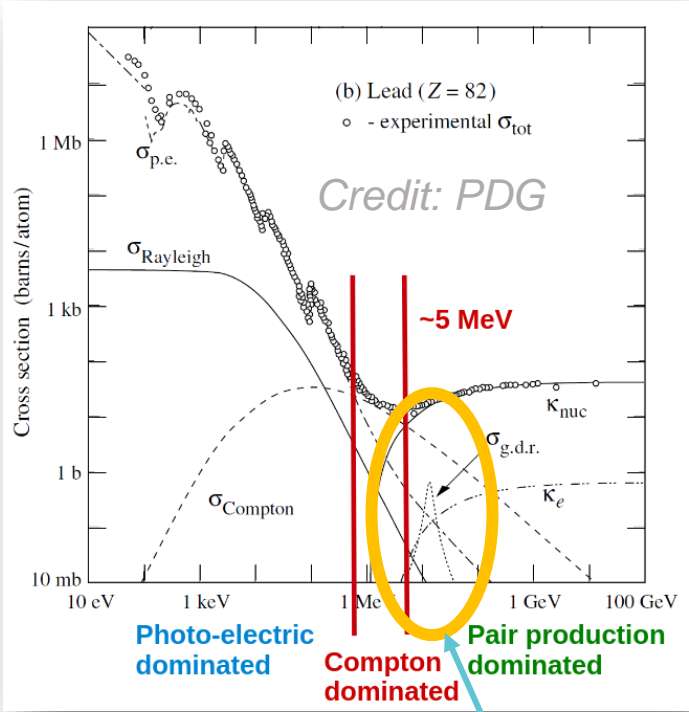 (b) Lead (Z = 82)
o - experimental σtot
1 Mb
σp.e.
Credit: PDG
σRayleigh
Cross section (barns/atom)
1 kb
~5 MeV
κnuc
σg.d.r.
1 b
σCompton
κe
10 mb
10 eV
1 keV
1 MeV
1 GeV
100 GeV
Photo-electric
dominated
Compton
dominated
Pair production
dominated